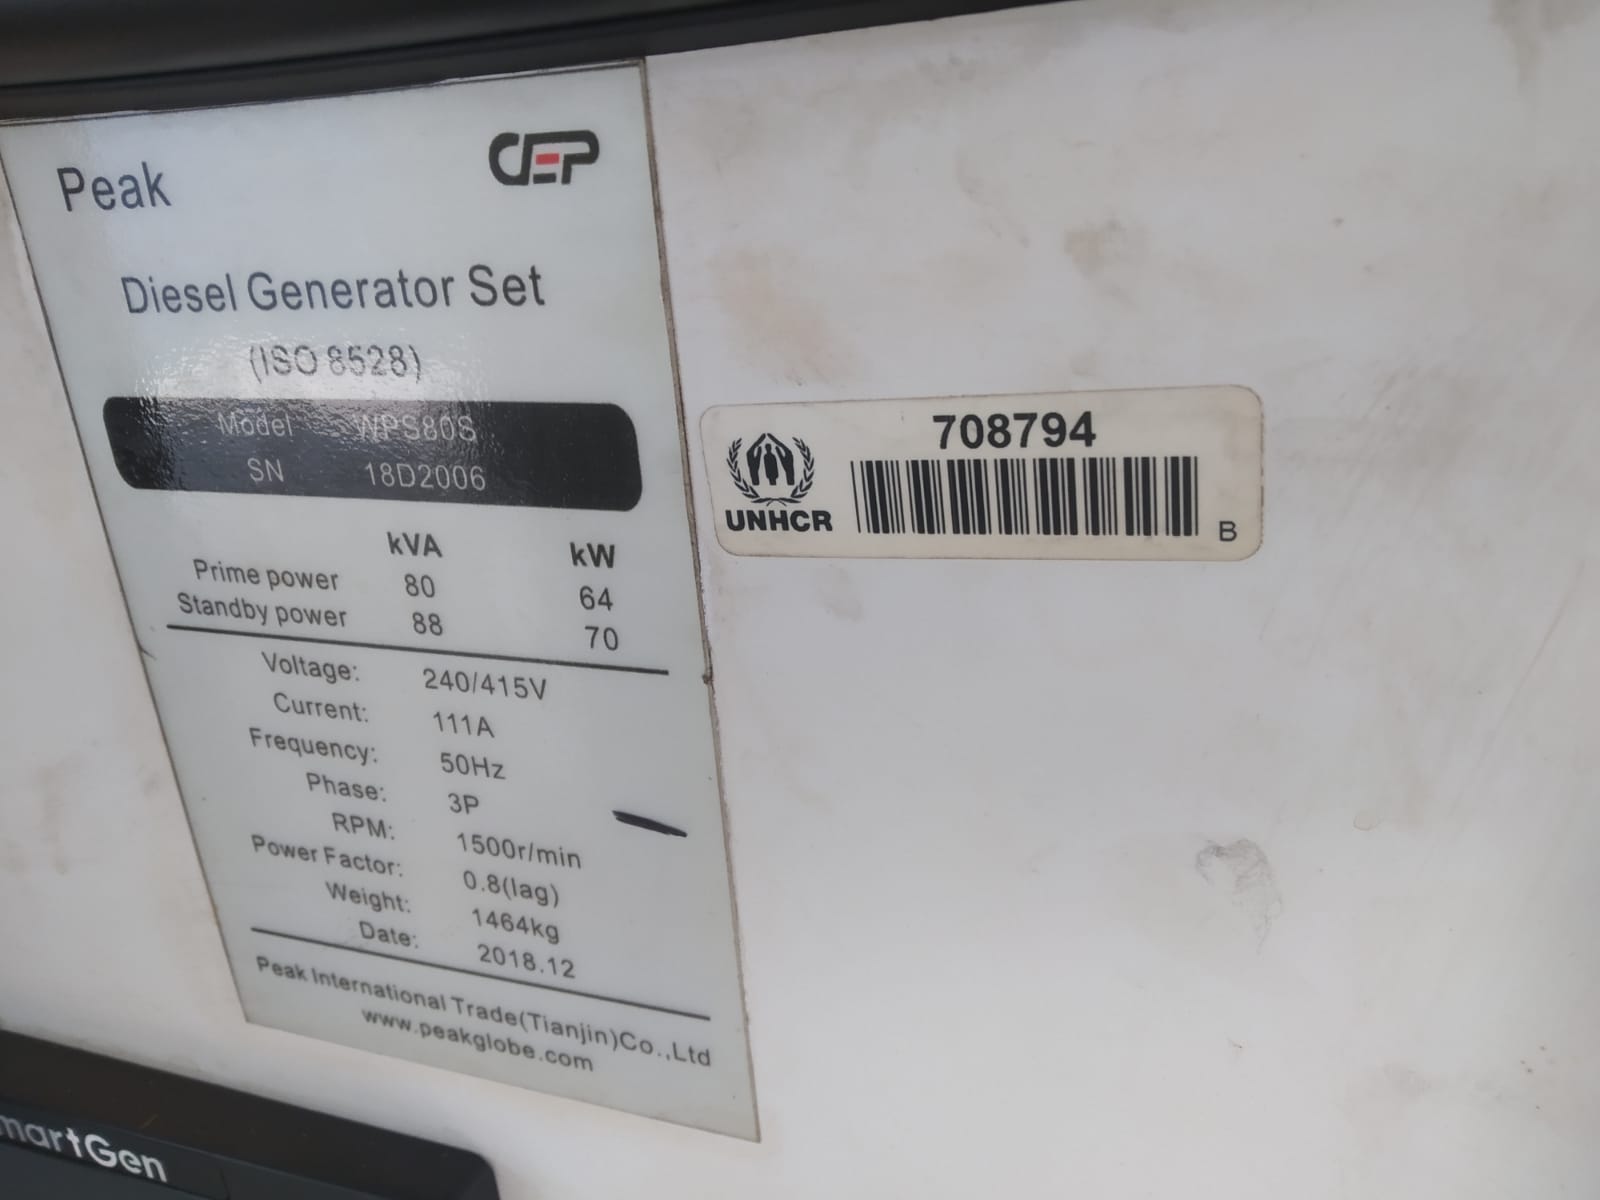 Peak
CEP
Diesel Generator Set
(ISO 8528)
Model WPS80S
SN 18D2006
kVA kW
Prime power 80 64
Standby power 88 70
Voltage: 240/415V
Current: 111A
Frequency: 50Hz
Phase: 3P
RPM: 1500r/min
Power Factor: 0.8(lag)
Weight: 1464kg
Date: 2018.12
Peak International Trade(Tianjin)Co.,Ltd
www.peakglobe.com
708794
UNHCR
B
martGen